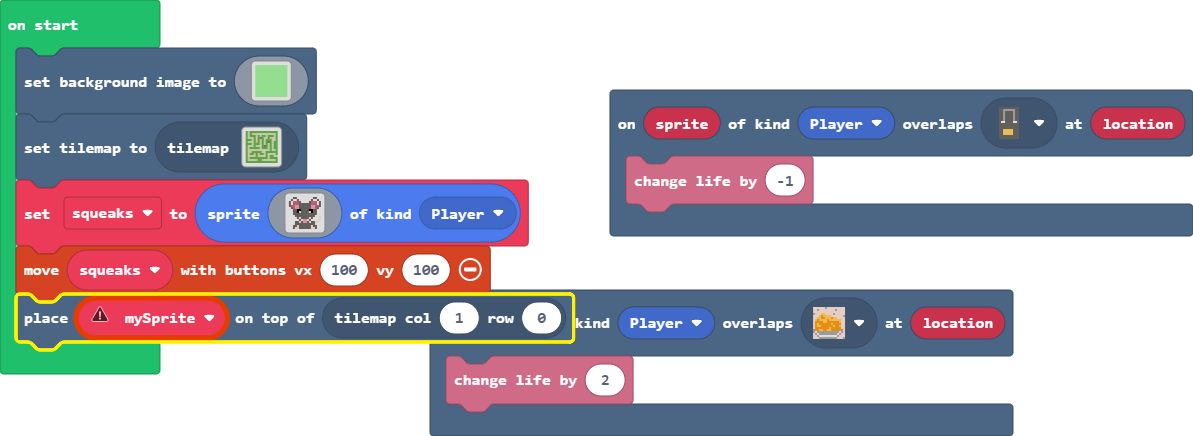 on start
set background image to
set tilemap to tilemap
set squeaks to sprite of kind Player
move squeaks with buttons vx 100 vy 100
place mySprite on top of tilemap col 1 row 0
on sprite of kind Player overlaps at location
change life by -1
kind Player overlaps at location
change life by 2